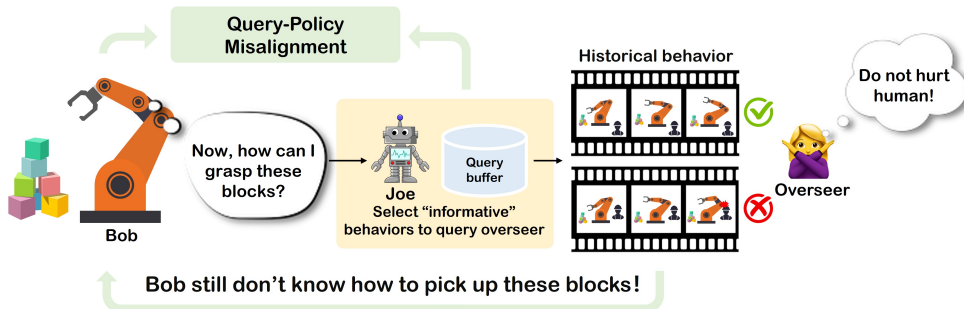 Query-Policy
Misalignment
Historical behavior
Do not hurt
human!
Now, how can I
grasp these
blocks?
Query
buffer
Joe
Select “informative”
behaviors to query overseer
Overseer
Bob
Bob still don’t know how to pick up these blocks!